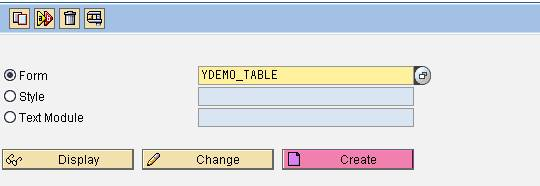 Form
YDEMO_TABLE
Style
Text Module
Display
Change
Create